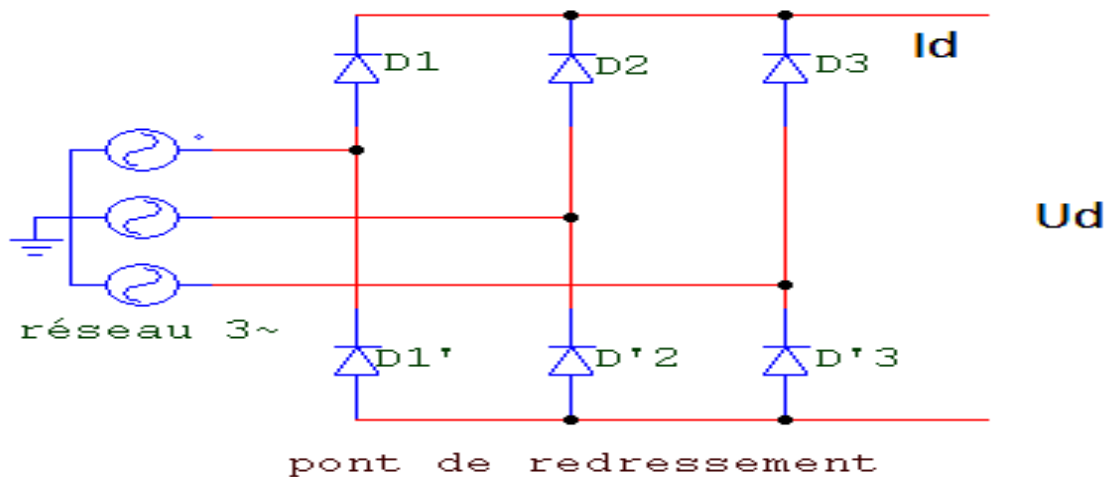 D1
D2
D3
Id
Ud
réseau 3~
D1'
D'2
D'3
pont de redressement